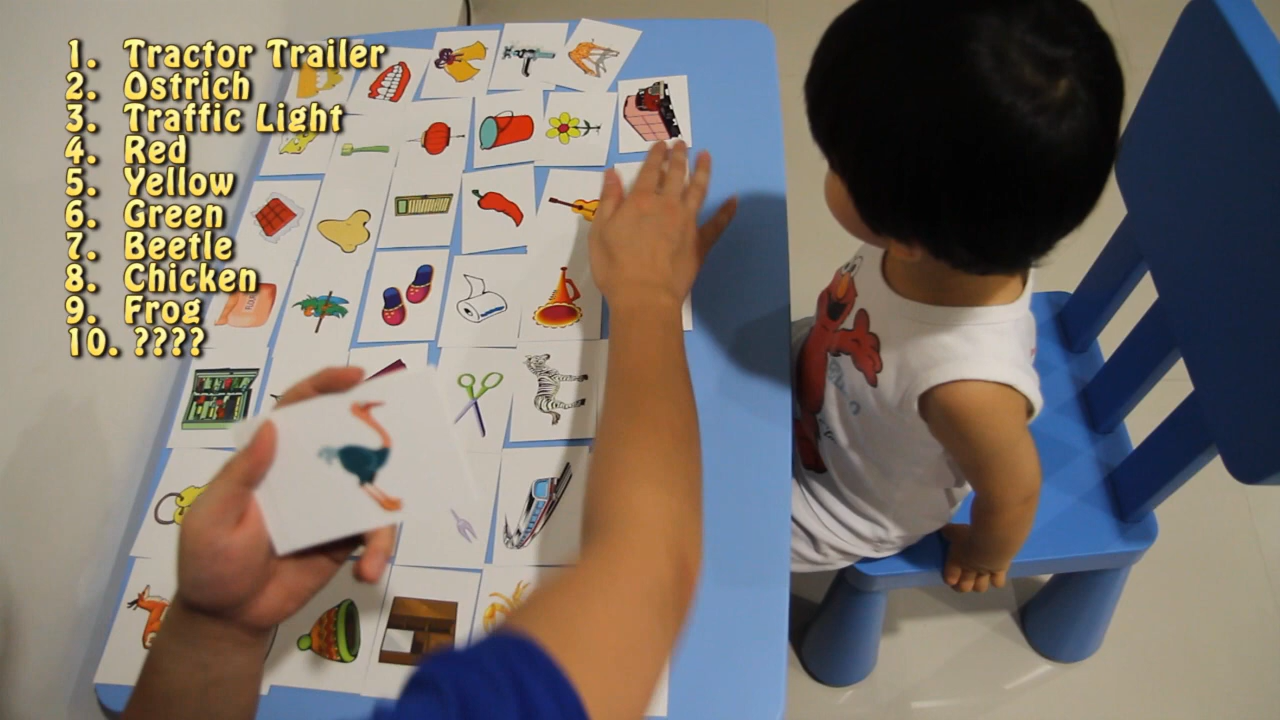 1. Tractor Trailer
2. Ostrich
3. Traffic Light
4. Red
5. Yellow
6. Green
7. Beetle
8. Chicken
9. Frog
10. ????